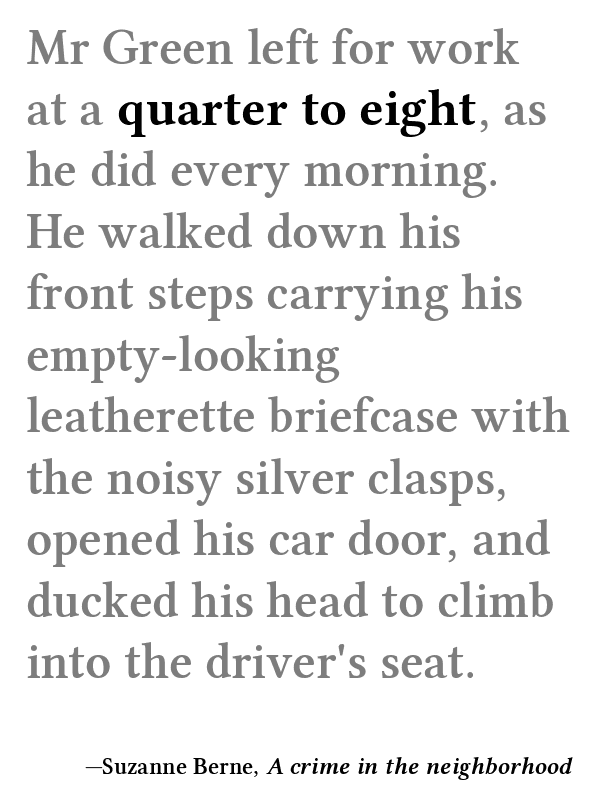 Mr Green left for work
at a quarter to eight, as
he did every morning.
He walked down his
front steps carrying his
empty-looking
leatherette briefcase with
the noisy silver clasps,
opened his car door, and
ducked his head to climb
into the driver's seat.
—Suzanne Berne, A crime in the neighborhood